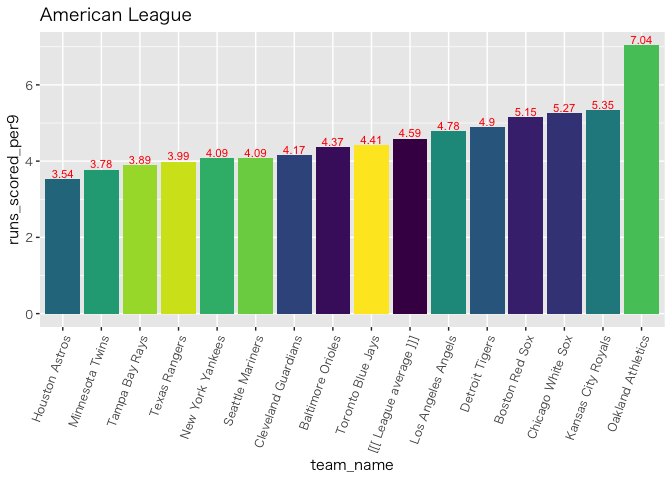 American League
runs_scored_per9
6
4
2
0
3.54
3.78
3.89
3.99
4.09
4.09
4.17
4.37
4.41
4.59
4.78
4.9
5.15
5.27
5.35
7.04
Houston Astros
Minnesota Twins
Tampa Bay Rays
Texas Rangers
New York Yankees
Seattle Mariners
Cleveland Guardians
Baltimore Orioles
Toronto Blue Jays
[[[ League average ]]]
Los Angeles Angels
Detroit Tigers
Boston Red Sox
Chicago White Sox
Kansas City Royals
Oakland Athletics
team_name